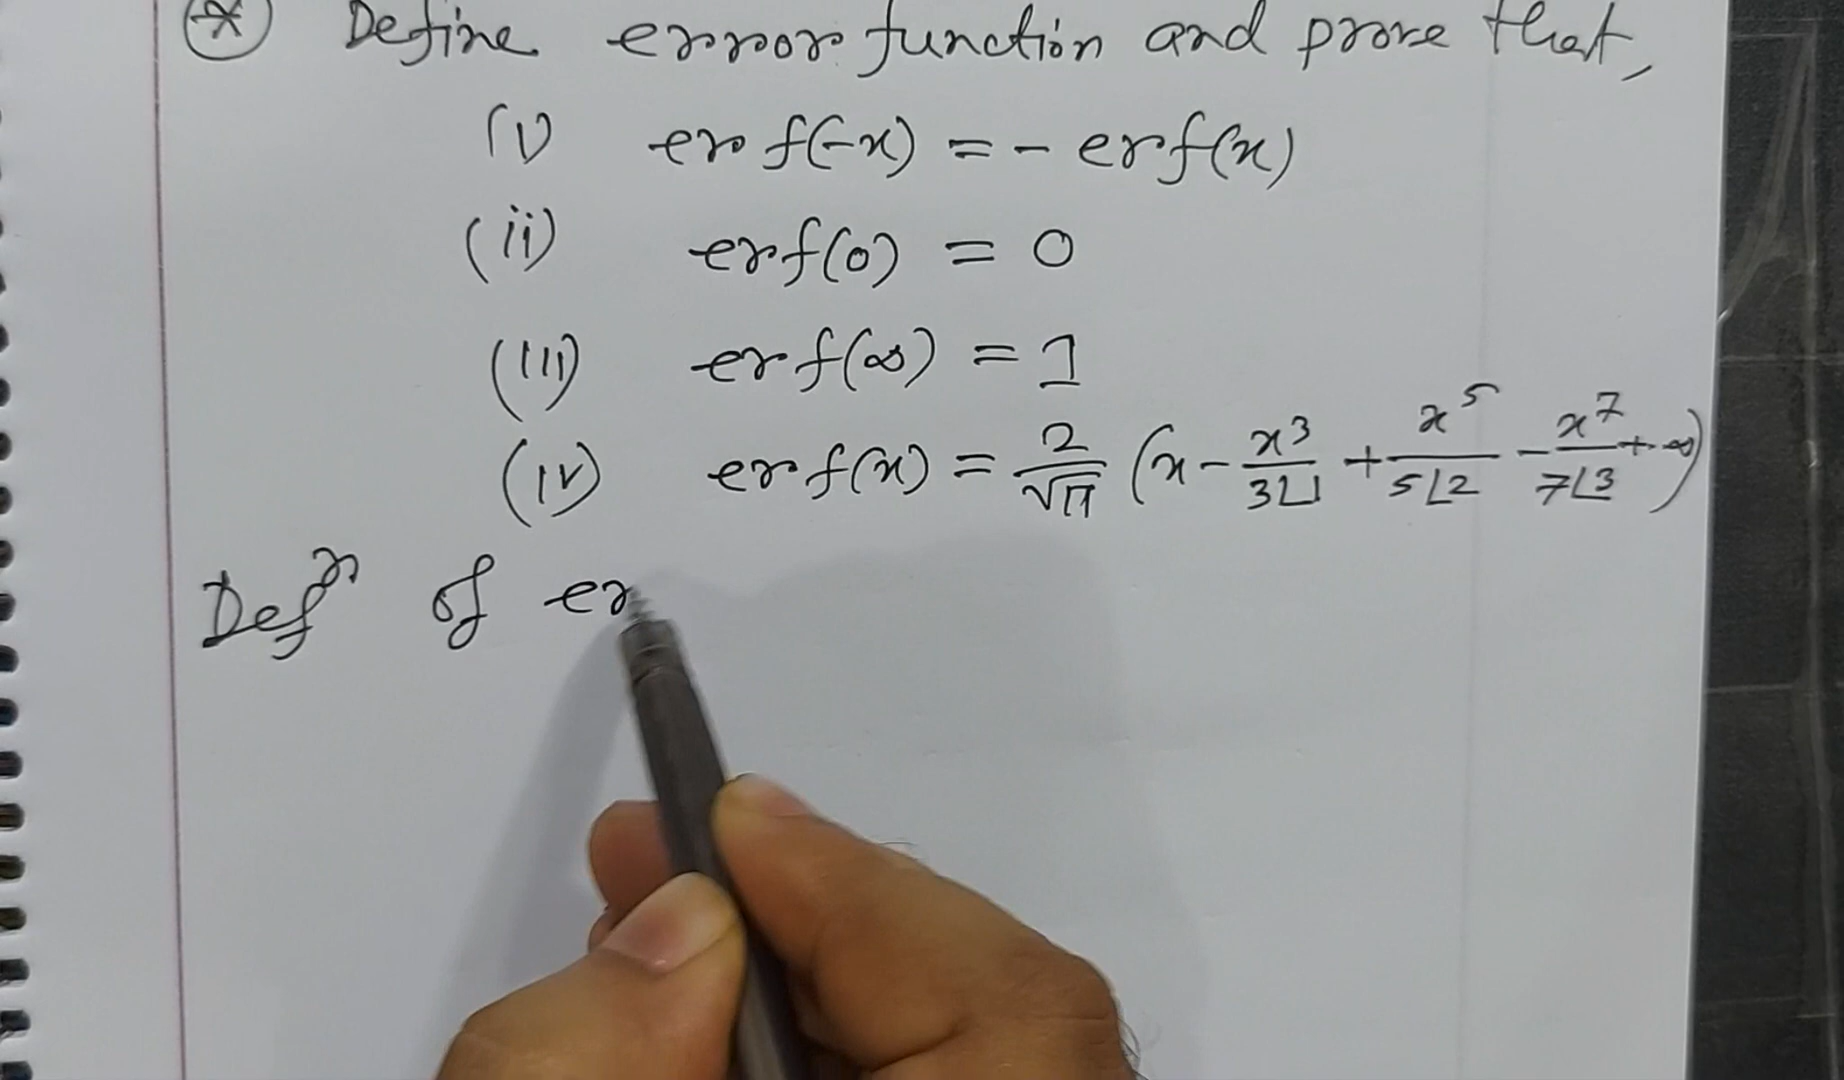 * Define error function and prove that,
(i) erf(-x) = - erf(x)
(ii) erf(0) = 0
(iii) erf(∞) = 1
(iv) erf(x) = 2/√π (x - x³/3⌊1 + x⁵/5⌊2 - x⁷/7⌊3 + -∞)
Defⁿ of er